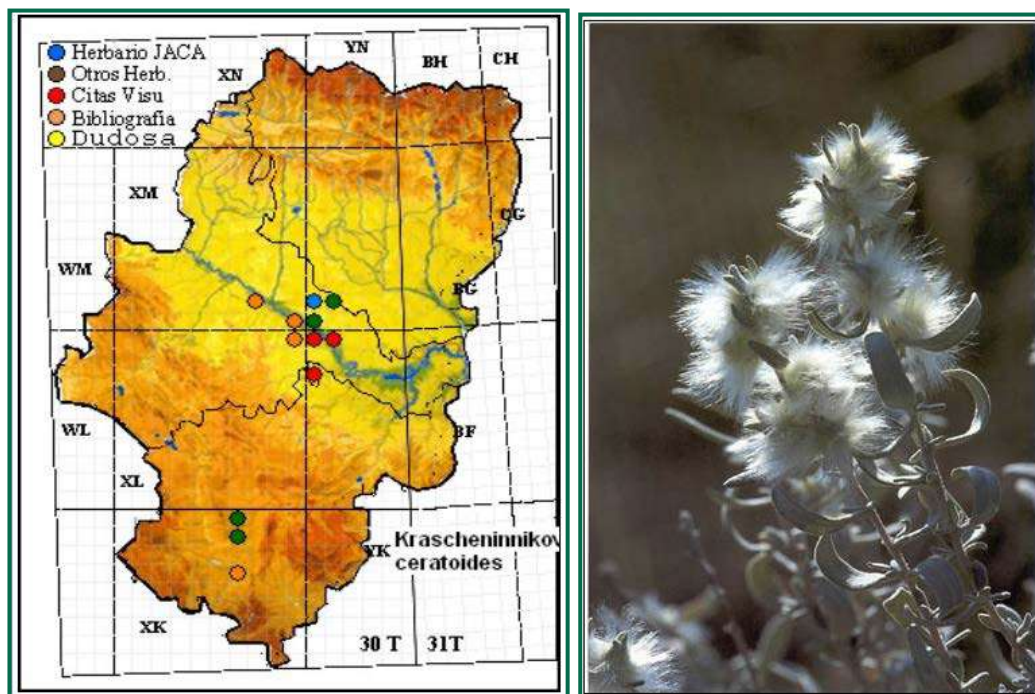 Herbario JACA
Otros Herb.
Citas Visu
Bibliografía
Dudosa
YN
BH
CH
XN
XM
CG
WM
BG
WL
BF
XL
YK
Krascheninnikov
ceratoides
XK
30 T
31T